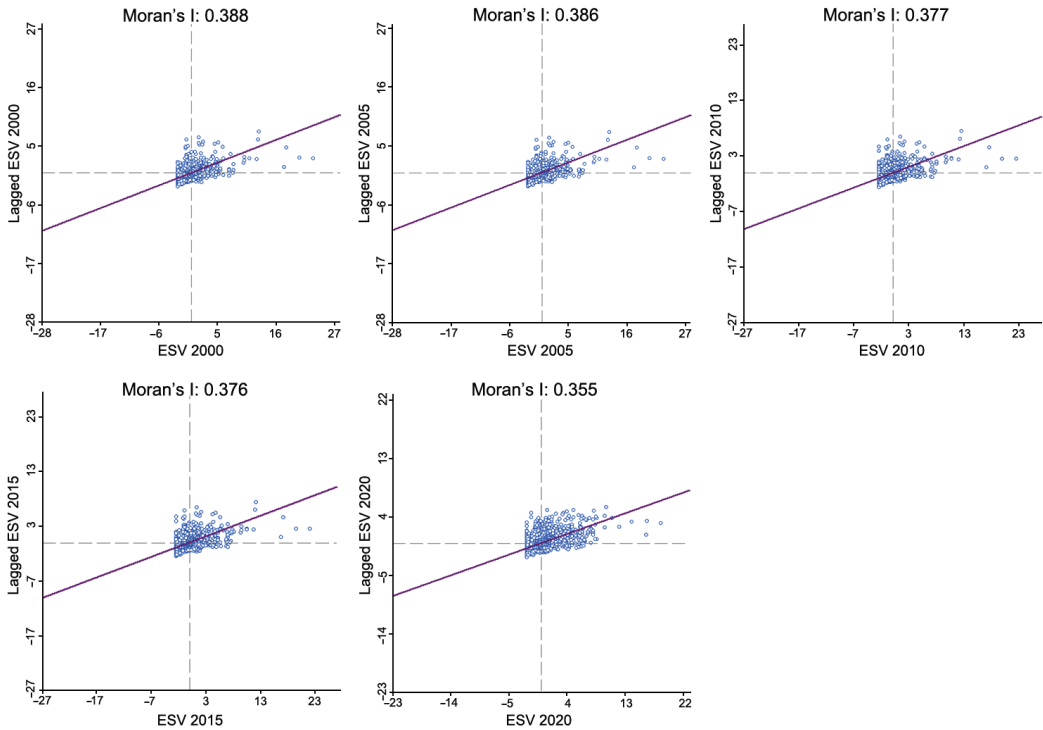 Moran's I: 0.388
27
16
5
−6
−17
−28
Lagged ESV 2000
−28 −17 −6 5 16 27
ESV 2000
Moran's I: 0.386
27
16
5
−6
−17
−28
Lagged ESV 2005
−28 −17 −6 5 16 27
ESV 2005
Moran's I: 0.377
23
13
3
−7
−17
−27
Lagged ESV 2010
−27 −17 −7 3 13 23
ESV 2010
Moran's I: 0.376
23
13
3
−7
−17
−27
Lagged ESV 2015
−27 −17 −7 3 13 23
ESV 2015
Moran's I: 0.355
22
13
4
−5
−14
−23
Lagged ESV 2020
−23 −14 −5 4 13 22
ESV 2020